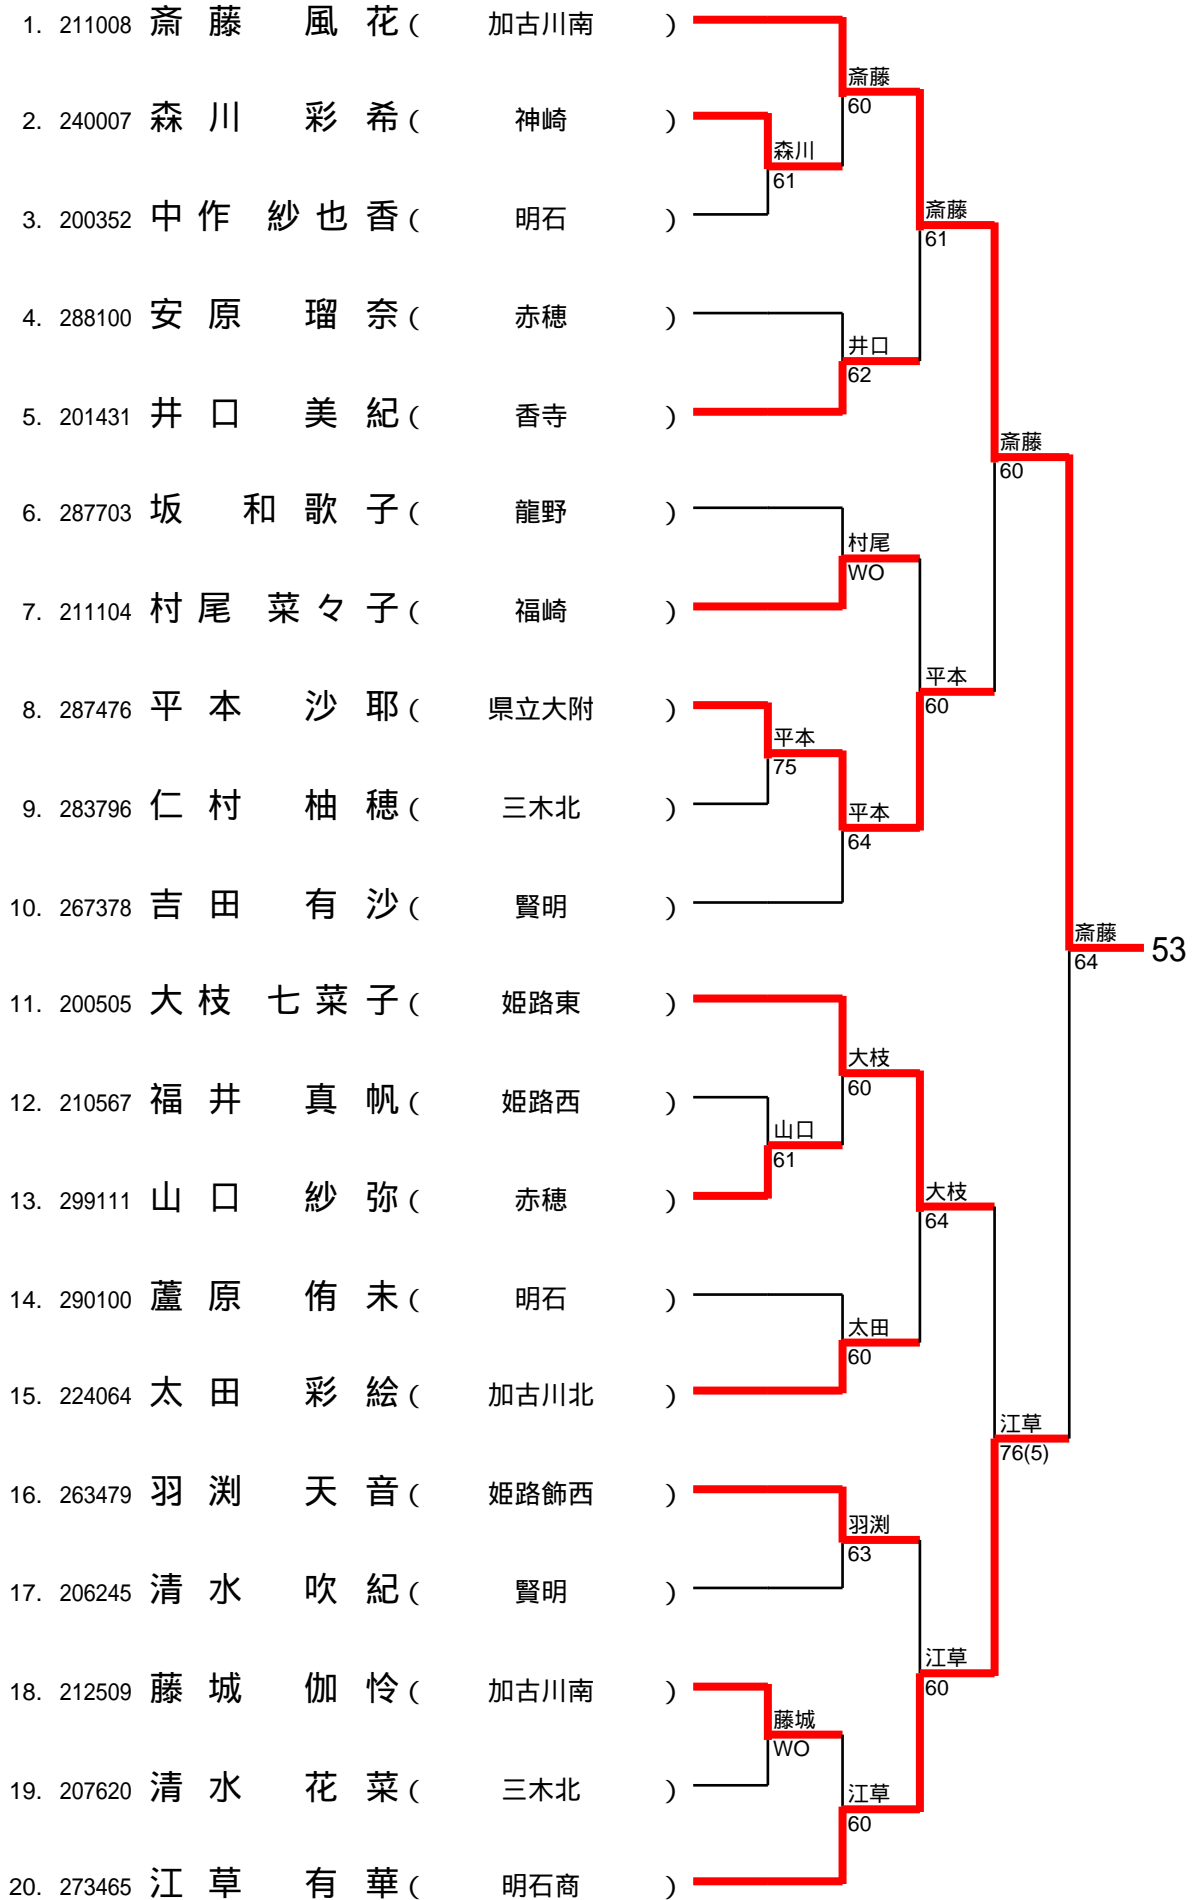 1. 211008 斎藤 風花 ( 加古川南 )
斎藤
60
2. 240007 森川 彩希 ( 神崎 )
森川
61
3. 200352 中作 紗也香 ( 明石 )
斎藤
61
4. 288100 安原 瑠奈 ( 赤穂 )
井口
62
5. 201431 井口 美紀 ( 香寺 )
斎藤
60
6. 287703 坂 和歌子 ( 龍野 )
村尾
WO
7. 211104 村尾 菜々子 ( 福崎 )
平本
60
8. 287476 平本 沙耶 ( 県立大附 )
平本
75
9. 283796 仁村 柚穂 ( 三木北 )
平本
64
10. 267378 吉田 有沙 ( 賢明 )
斎藤
64
53
11. 200505 大枝 七菜子 ( 姫路東 )
大枝
60
12. 210567 福井 真帆 ( 姫路西 )
山口
61
13. 299111 山口 紗弥 ( 赤穂 )
大枝
64
14. 290100 蘆原 侑未 ( 明石 )
太田
60
15. 224064 太田 彩絵 ( 加古川北 )
江草
76(5)
16. 263479 羽渕 天音 ( 姫路飾西 )
羽渕
63
17. 206245 清水 吹紀 ( 賢明 )
江草
60
18. 212509 藤城 伽怜 ( 加古川南 )
藤城
WO
19. 207620 清水 花菜 ( 三木北 )
江草
60
20. 273465 江草 有華 ( 明石商 )